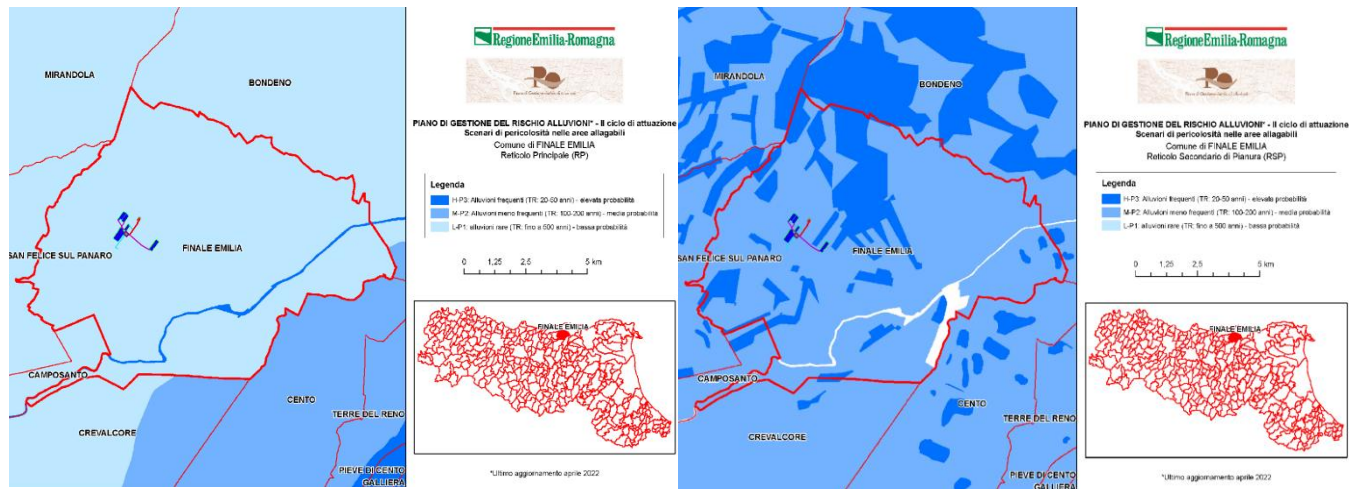 MIRANDOLA
BONDENO
SAN FELICE SUL PANARO
FINALE EMILIA
CAMPOSANTO
CENTO
TERRE DEL RENO
CREVALCORE
PIEVE DI CENTO
GALLIERA
RegioneEmilia-Romagna
PIANO DI GESTIONE DEL RISCHIO ALLUVIONI* - II ciclo di attuazione
Scenari di pericolosità nelle aree allagabili
Comune di FINALE EMILIA
Reticolo Principale (RP)
Legenda
H-P3: Alluvioni frequenti (TR: 20-50 anni) - elevata probabilità
M-P2: Alluvioni meno frequenti (TR: 100-200 anni) - media probabilità
L-P1: alluvioni rare (TR: fino a 500 anni) - bassa probabilità
0 1,25 2,5 5 km
FINALE EMILIA
*Ultimo aggiornamento aprile 2022
MIRANDOLA
BONDENO
SAN FELICE SUL PANARO
FINALE EMILIA
CAMPOSANTO
CENTO
TERRE DEL RENO
CREVALCORE
PIEVE DI CENTO
GALLIERA
RegioneEmilia-Romagna
PIANO DI GESTIONE DEL RISCHIO ALLUVIONI* - II ciclo di attuazione
Scenari di pericolosità nelle aree allagabili
Comune di FINALE EMILIA
Reticolo Secondario di Pianura (RSP)
Legenda
H-P3: Alluvioni frequenti (TR: 20-50 anni) - elevata probabilità
M-P2: Alluvioni meno frequenti (TR: 100-200 anni) - media probabilità
L-P1: alluvioni rare (TR: fino a 500 anni) - bassa probabilità
0 1,25 2,5 5 km
FINALE EMILIA
*Ultimo aggiornamento aprile 2022